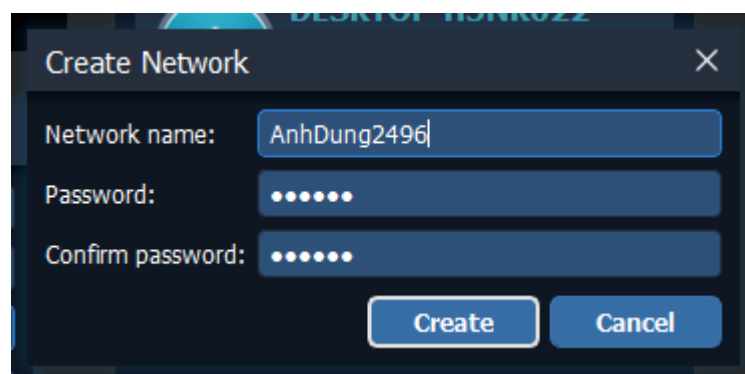 Create Network
Network name: AnhDung2496
Password: ••••••
Confirm password: ••••••
Create Cancel